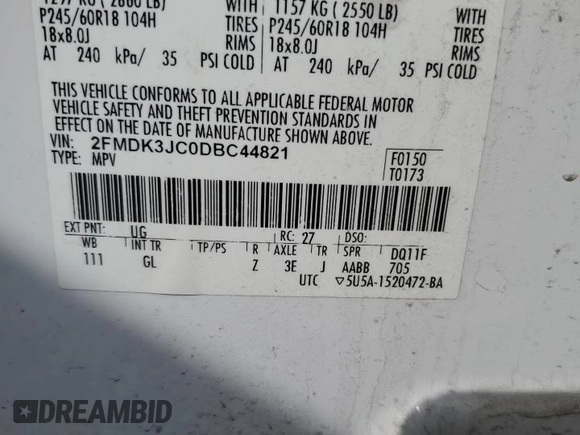 1297 KG ( 2860 LB) WITH 1157 KG ( 2550 LB) WITH
P245/60R18 104H TIRES P245/60R18 104H TIRES
18x8.0J RIMS 18x8.0J RIMS
AT 240 kPa/ 35 PSI COLD AT 240 kPa/ 35 PSI COLD
THIS VEHICLE CONFORMS TO ALL APPLICABLE FEDERAL MOTOR
VEHICLE SAFETY AND THEFT PREVENTION STANDARDS IN
EFFECT ON THE DATE OF MANUFACTURE SHOWN ABOVE.
VIN: 2FMDK3JC0DBC44821 F0150
TYPE: MPV T0173
EXT PNT: UG RC: 27 DSO:
WB INT TR TP/PS R AXLE TR SPR DQ11F
111 GL Z 3E J AABB 705
UTC ▽5U5A-1520472-BA
DREAMBID